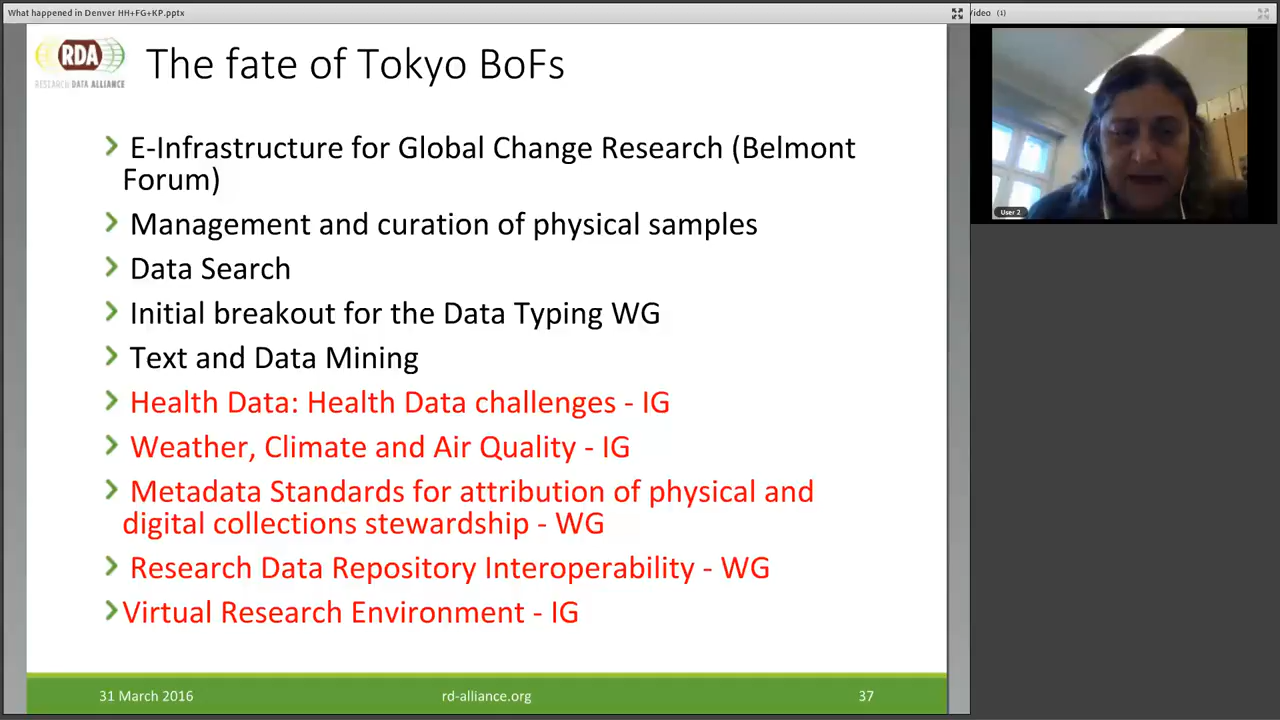 What happened in Denver HH+FG+KP.pptx
Video (1)
RDA
RESEARCH DATA ALLIANCE
The fate of Tokyo BoFs
E-Infrastructure for Global Change Research (Belmont
Forum)
Management and curation of physical samples
Data Search
Initial breakout for the Data Typing WG
Text and Data Mining
Health Data: Health Data challenges - IG
Weather, Climate and Air Quality - IG
Metadata Standards for attribution of physical and
digital collections stewardship - WG
Research Data Repository Interoperability - WG
Virtual Research Environment - IG
User 2
31 March 2016
rd-alliance.org
37